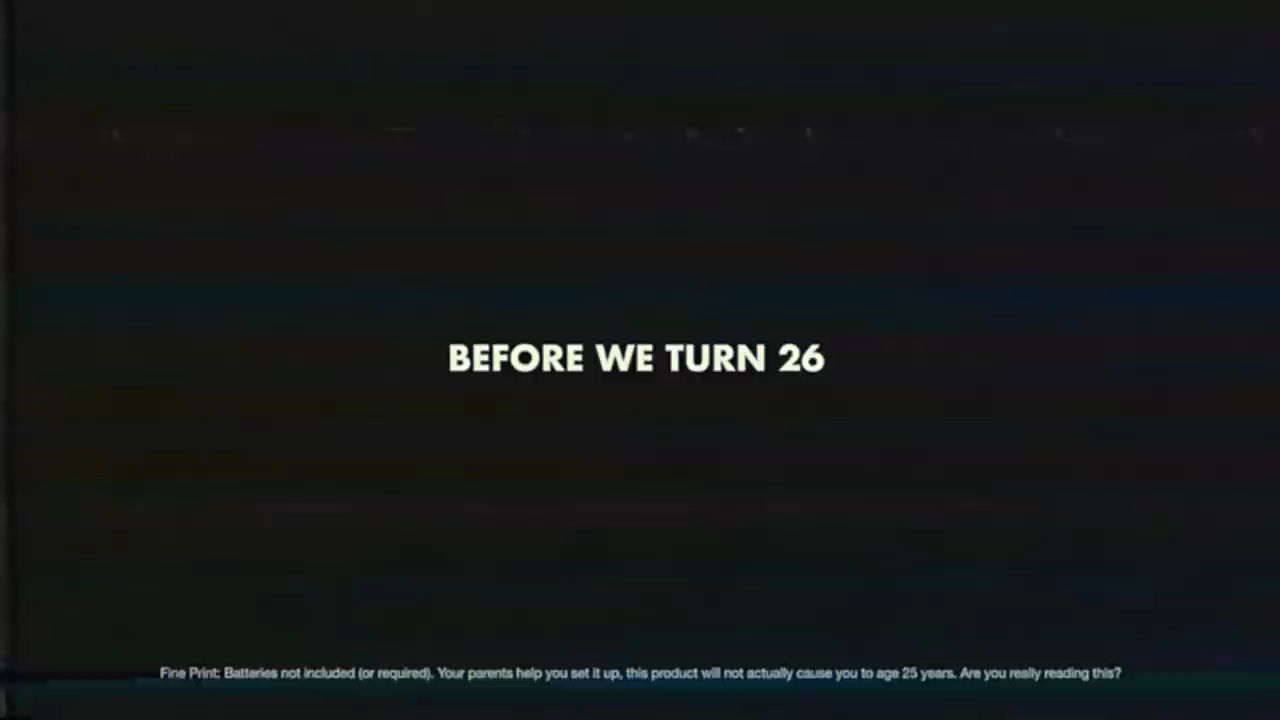 BEFORE WE TURN 26
Fine Print: Batteries not included (or required). Your parents help you set it up, this product will not actually cause you to age 25 years. Are you really reading this?